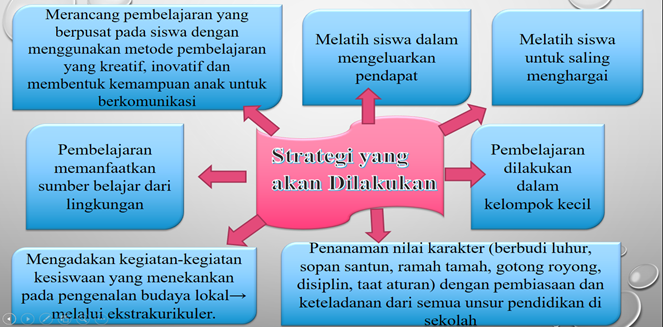 Merancang pembelajaran yang
berpusat pada siswa dengan
menggunakan metode pembelajaran
yang kreatif, inovatif dan
membentuk kemampuan anak untuk
berkomunikasi
Melatih siswa dalam
mengeluarkan
pendapat
Melatih siswa
untuk saling
menghargai
Pembelajaran
memanfaatkan
sumber belajar dari
lingkungan
Strategi yang
akan Dilakukan
Pembelajaran
dilakukan
dalam
kelompok kecil
Mengadakan kegiatan-kegiatan
kesiswaan yang menekankan
pada pengenalan budaya lokal→
melalui ekstrakurikuler.
Penanaman nilai karakter (berbudi luhur,
sopan santun, ramah tamah, gotong royong,
disiplin, taat aturan) dengan pembiasaan dan
keteladanan dari semua unsur pendidikan di
sekolah